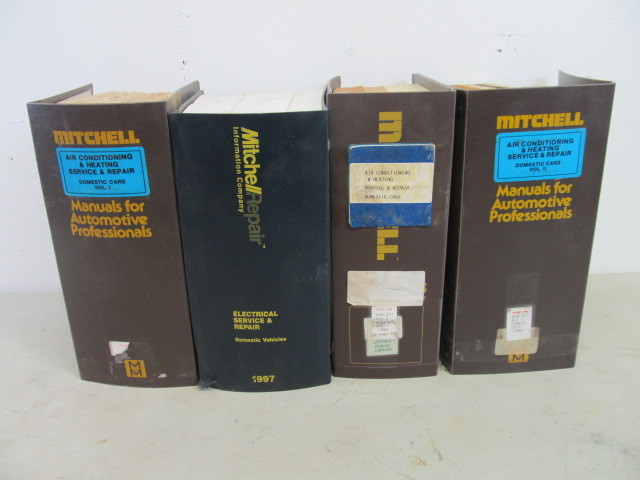 MITCHELL
AIR CONDITIONING
& HEATING
SERVICE & REPAIR
DOMESTIC CARS
VOL. I
Manuals for
Automotive
Professionals
MitchellRepair
Information Company
ELECTRICAL
SERVICE &
REPAIR
Domestic Vehicles
1997
AIR CONDITIONING
& HEATING
SERVICE & REPAIR
DOMESTIC CARS
LIBRARY
MITCHELL
AIR CONDITIONING
& HEATING
SERVICE & REPAIR
DOMESTIC CARS
VOL. II
Manuals for
Automotive
Professionals